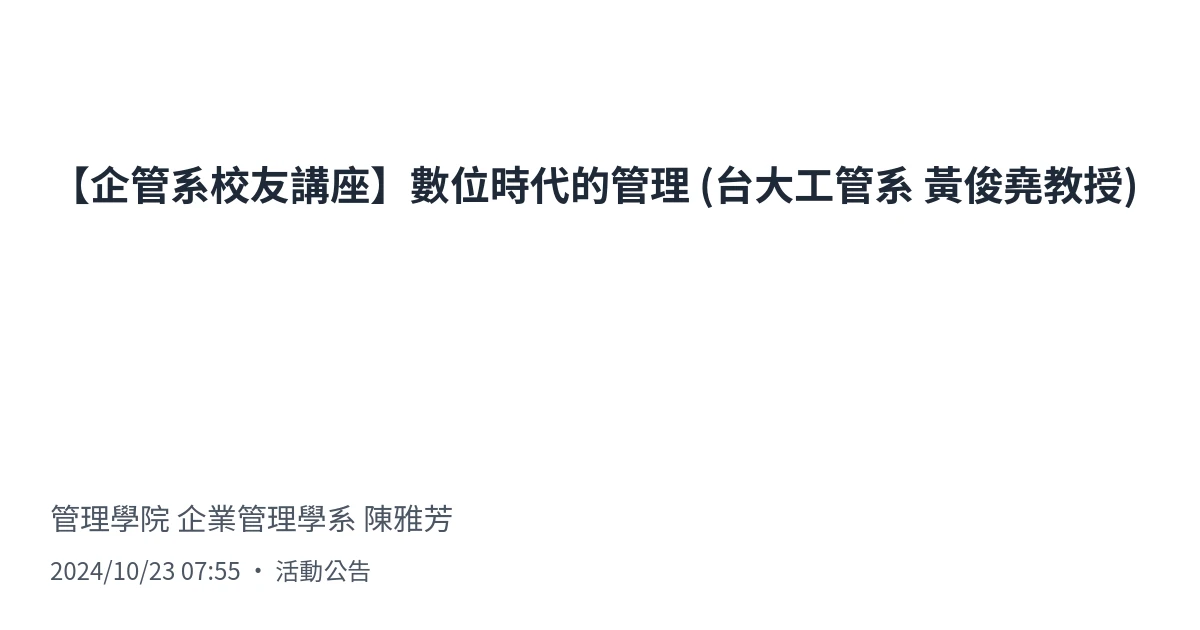 【企管系校友講座】數位時代的管理 (台大工管系 黃俊堯教授)
管理學院 企業管理學系 陳雅芳
2024/10/23 07:55 • 活動公告